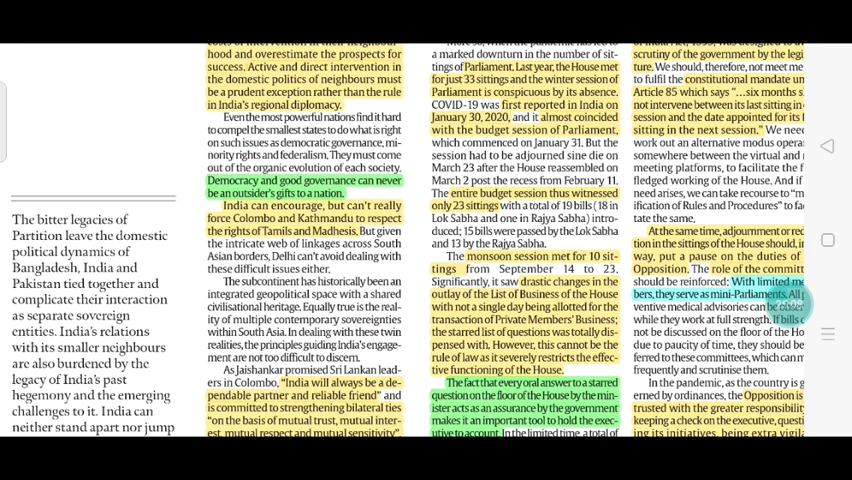 The bitter legacies of
Partition leave the domestic
political dynamics of
Bangladesh, India and
Pakistan tied together and
complicate their interaction
as separate sovereign
entities. India's relations
with its smaller neighbours
are also burdened by the
legacy of India's past
hegemony and the emerging
challenges to it. India can
neither stand apart nor jump
costs of intervention in their neighbour-
hood and overestimate the prospects for
success. Active and direct intervention in
the domestic politics of neighbours must
be a prudent exception rather than the rule
in India's regional diplomacy.
Even the most powerful nations find it hard
to compel the smallest states to do what is right
on such issues as democratic governance, mi-
nority rights and federalism. They must come
out of the organic evolution of each society.
Democracy and good governance can never
be an outsider's gifts to a nation.
India can encourage, but can't really
force Colombo and Kathmandu to respect
the rights of Tamils and Madhesis. But given
the intricate web of linkages across South
Asian borders, Delhi can't avoid dealing with
these difficult issues either.
The subcontinent has historically been an
integrated geopolitical space with a shared
civilisational heritage. Equally true is the real-
ity of multiple contemporary sovereignties
within South Asia. In dealing with these twin
realities, the principles guiding India's engage-
ment are not too difficult to discern.
As Jaishankar promised Sri Lankan lead-
ers in Colombo, "India will always be a de-
pendable partner and reliable friend" and
is committed to strengthening bilateral ties
"on the basis of mutual trust, mutual inter-
est, mutual respect and mutual sensitivity".
a marked downturn in the number of sit-
tings of Parliament. Last year, the House met
for just 33 sittings and the winter session of
Parliament is conspicuous by its absence.
COVID-19 was first reported in India on
January 30, 2020, and it almost coincided
with the budget session of Parliament,
which commenced on January 31. But the
session had to be adjourned sine die on
March 23 after the House reassembled on
March 2 post the recess from February 11.
The entire budget session thus witnessed
only 23 sittings with a total of 19 bills (18 in
Lok Sabha and one in Rajya Sabha) intro-
duced; 15 bills were passed by the Lok Sabha
and 13 by the Rajya Sabha.
The monsoon session met for 10 sit-
tings from September 14 to 23.
Significantly, it saw drastic changes in the
outlay of the List of Business of the House
with not a single day being allotted for the
transaction of Private Members' Business;
the starred list of questions was totally dis-
pensed with. However, this cannot be the
rule of law as it severely restricts the effec-
tive functioning of the House.
The fact that every oral answer to a starred
question on the floor of the House by the min-
ister acts as an assurance by the government
makes it an important tool to hold the exec-
utive to account. In the limited time, a total of
scrutiny of the government by the legi
ture. We should, therefore, not meet me
to fulfil the constitutional mandate un
Article 85 which says "...six months s
not intervene between its last sitting in
session and the date appointed for its
sitting in the next session." We need
work out an alternative modus opera
somewhere between the virtual and
meeting platforms, to facilitate the f
fledged working of the House. And if
need arises, we can take recourse to "m
ification of Rules and Procedures" to fa
tate the same.
At the same time, adjournment or redu
tion in the sittings of the House should, in
way, put a pause on the duties of
Opposition. The role of the committ
should be reinforced: With limited m
bers, they serve as mini-Parliaments. All p
ventive medical advisories can be
while they work at full strength. If bills
not be discussed on the floor of the Ho
due to paucity of time, they should be
ferred to these committees, which can m
frequently and scrutinise them.
In the pandemic, as the country is g
erned by ordinances, the Opposition is
trusted with the greater responsibility
keeping a check on the executive, questi
ing its initiatives, being extra vigila